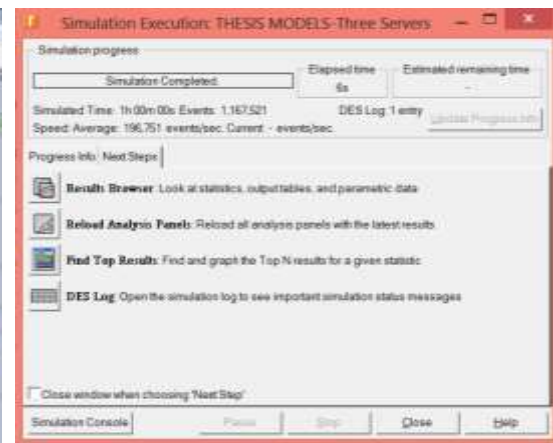 Simulation Execution: THESIS MODELS-Three Servers
Simulation progress
Simulation Completed.
Elapsed time
6s
Estimated remaining time
-
Simulated Time: 1h 00m 00s Events: 1,167,521
DES Log: 1 entry
Speed: Average: 196,751 events/sec. Current: - events/sec.
Update Progress Info
Progress Info Next Steps
Results Browser: Look at statistics, output tables, and parametric data
Reload Analysis Panels: Reload all analysis panels with the latest results
Find Top Results: Find and graph the Top N results for a given statistic
DES Log: Open the simulation log to see important simulation status messages
Close window when choosing 'Next Step'
Simulation Console Pause Stop Close Help